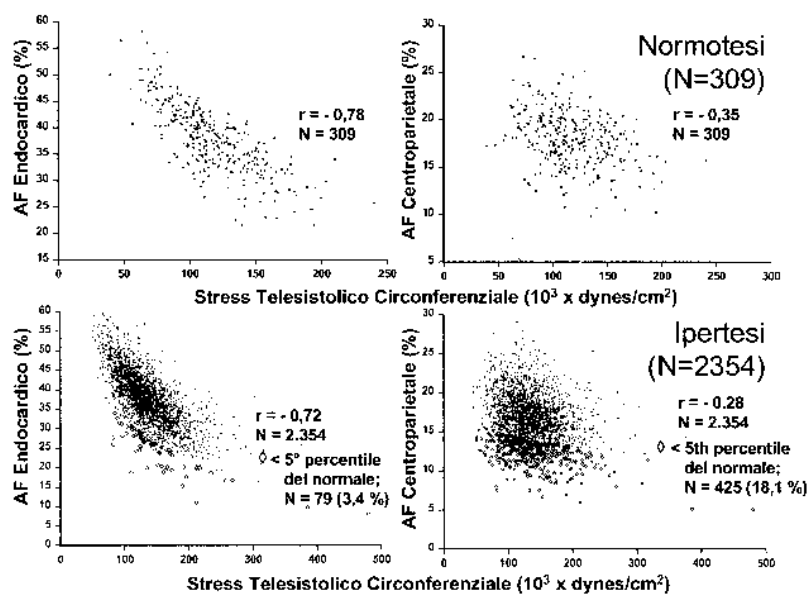 AF Endocardico (%)
60
55
50
45
40
35
30
25
20
15
0
50
100
150
200
250
r = - 0,78
N = 309
AF Centroparietale (%)
30
25
20
15
10
5
0
50
100
150
200
250
300
Normotesi
(N=309)
r = - 0,35
N = 309
Stress Telesistolico Circonferenziale (10³ x dynes/cm²)
AF Endocardico (%)
60
55
50
45
40
35
30
25
20
15
10
5
0
0
100
200
300
400
500
r = - 0,72
N = 2.354
◊ < 5° percentile
del normale;
N = 79 (3,4 %)
AF Centroparietale (%)
30
25
20
15
10
5
0
0
100
200
300
400
500
Ipertesi
(N=2354)
r = - 0.28
N = 2.354
◊ < 5th percentile
del normale;
N = 425 (18,1 %)
Stress Telesistolico Circonferenziale (10³ x dynes/cm²)